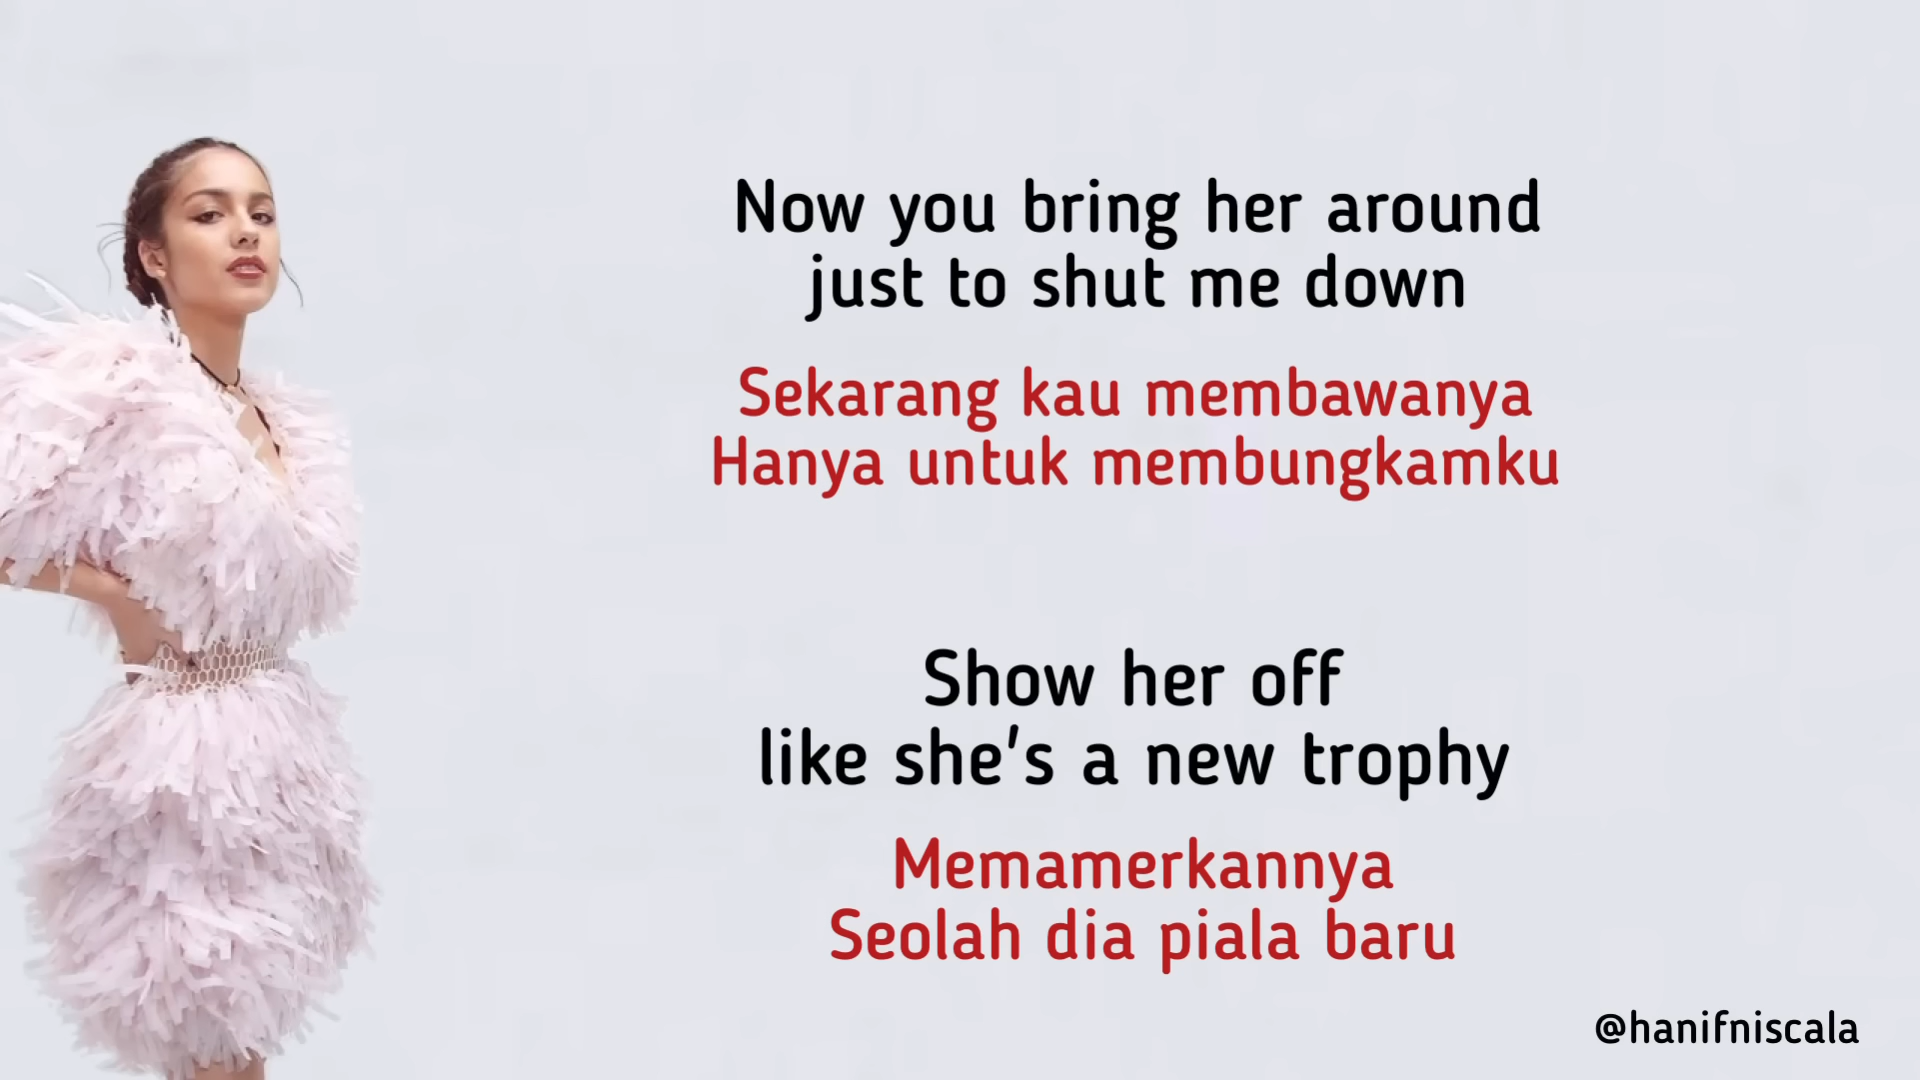 Now you bring her around
just to shut me down
Sekarang kau membawanya
Hanya untuk membungkamku
Show her off
like she's a new trophy
Memamerkannya
Seolah dia piala baru
@hanifniscala